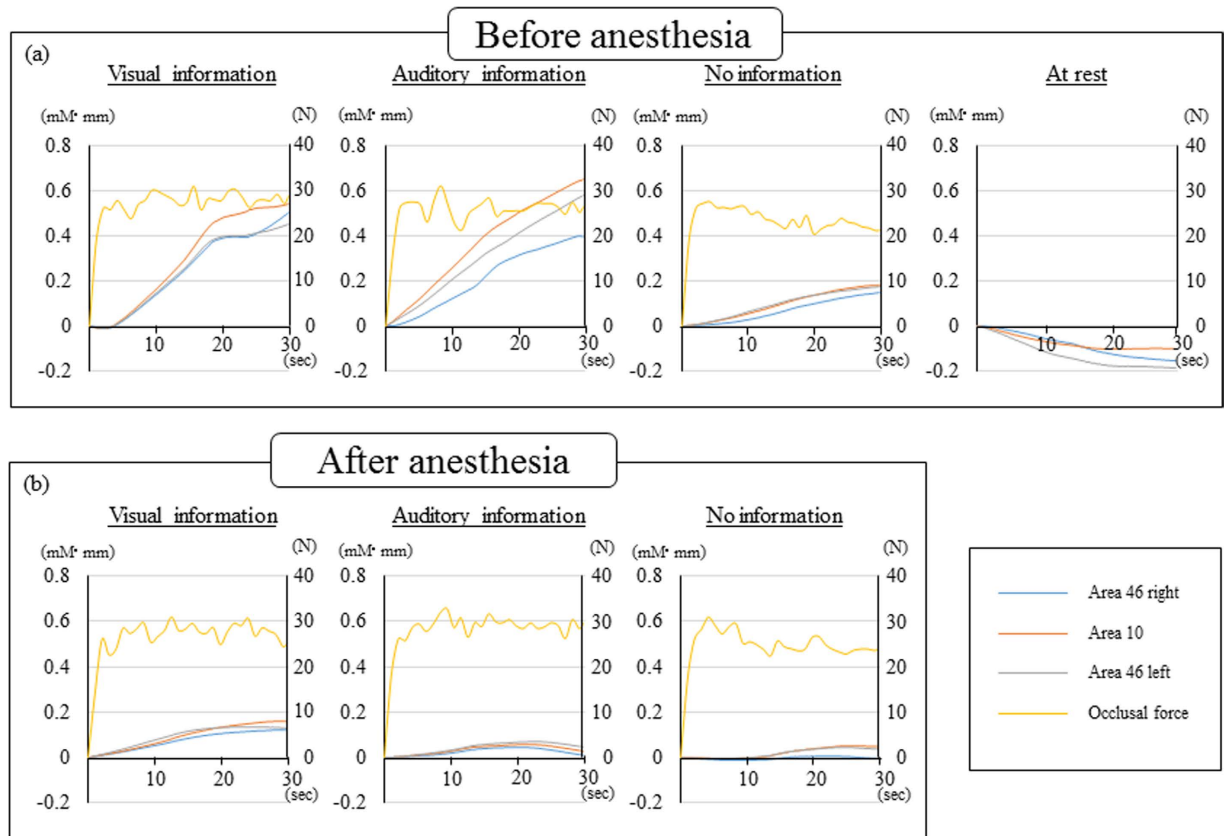 Before anesthesia
(a)
Visual information
Auditory information
No information
At rest
(mM· mm) (N) (mM· mm) (N) (mM· mm) (N) (mM· mm) (N)
0.8 40 0.8 40 0.8 40 0.8 40
0.6 30 0.6 30 0.6 30 0.6 30
0.4 20 0.4 20 0.4 20 0.4 20
0.2 10 0.2 10 0.2 10 0.2 10
0 0 0 0 0 0 0 0
10 20 30 10 20 30 10 20 30 10 20 30
-0.2 (sec) -0.2 (sec) -0.2 (sec) -0.2 (sec)
After anesthesia
(b)
Visual information
Auditory information
No information
(mM· mm) (N) (mM· mm) (N) (mM· mm) (N)
0.8 40 0.8 40 0.8 40
0.6 30 0.6 30 0.6 30
0.4 20 0.4 20 0.4 20
0.2 10 0.2 10 0.2 10
0 0 0 0 0 0
10 20 30 10 20 30 10 20 30
-0.2 (sec) -0.2 (sec) -0.2 (sec)
Area 46 right
Area 10
Area 46 left
Occlusal force